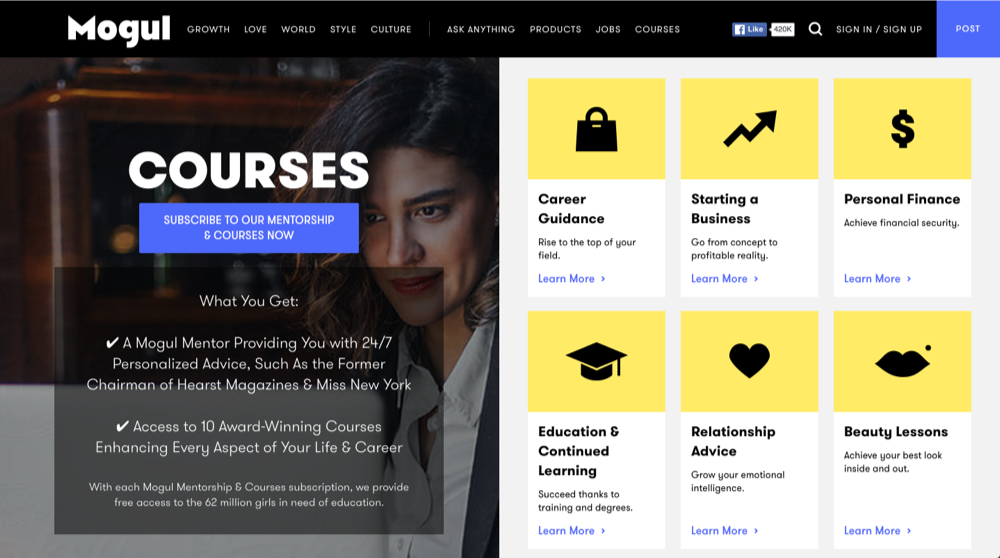 Mogul
GROWTH LOVE WORLD STYLE CULTURE ASK ANYTHING PRODUCTS JOBS COURSES
Like 420K
SIGN IN / SIGN UP
POST
COURSES
SUBSCRIBE TO OUR MENTORSHIP
& COURSES NOW
What You Get:
✔ A Mogul Mentor Providing You with 24/7
Personalized Advice, Such As the Former
Chairman of Hearst Magazines & Miss New York
✔ Access to 10 Award-Winning Courses
Enhancing Every Aspect of Your Life & Career
With each Mogul Mentorship & Courses subscription, we provide
free access to the 62 million girls in need of education.
Career
Guidance
Rise to the top of your
field.
Learn More ›
Starting a
Business
Go from concept to
profitable reality.
Learn More ›
$
Personal Finance
Achieve financial security.
Learn More ›
Education &
Continued
Learning
Succeed thanks to
training and degrees.
Learn More ›
Relationship
Advice
Grow your emotional
intelligence.
Learn More ›
Beauty Lessons
Achieve your best look
inside and out.
Learn More ›